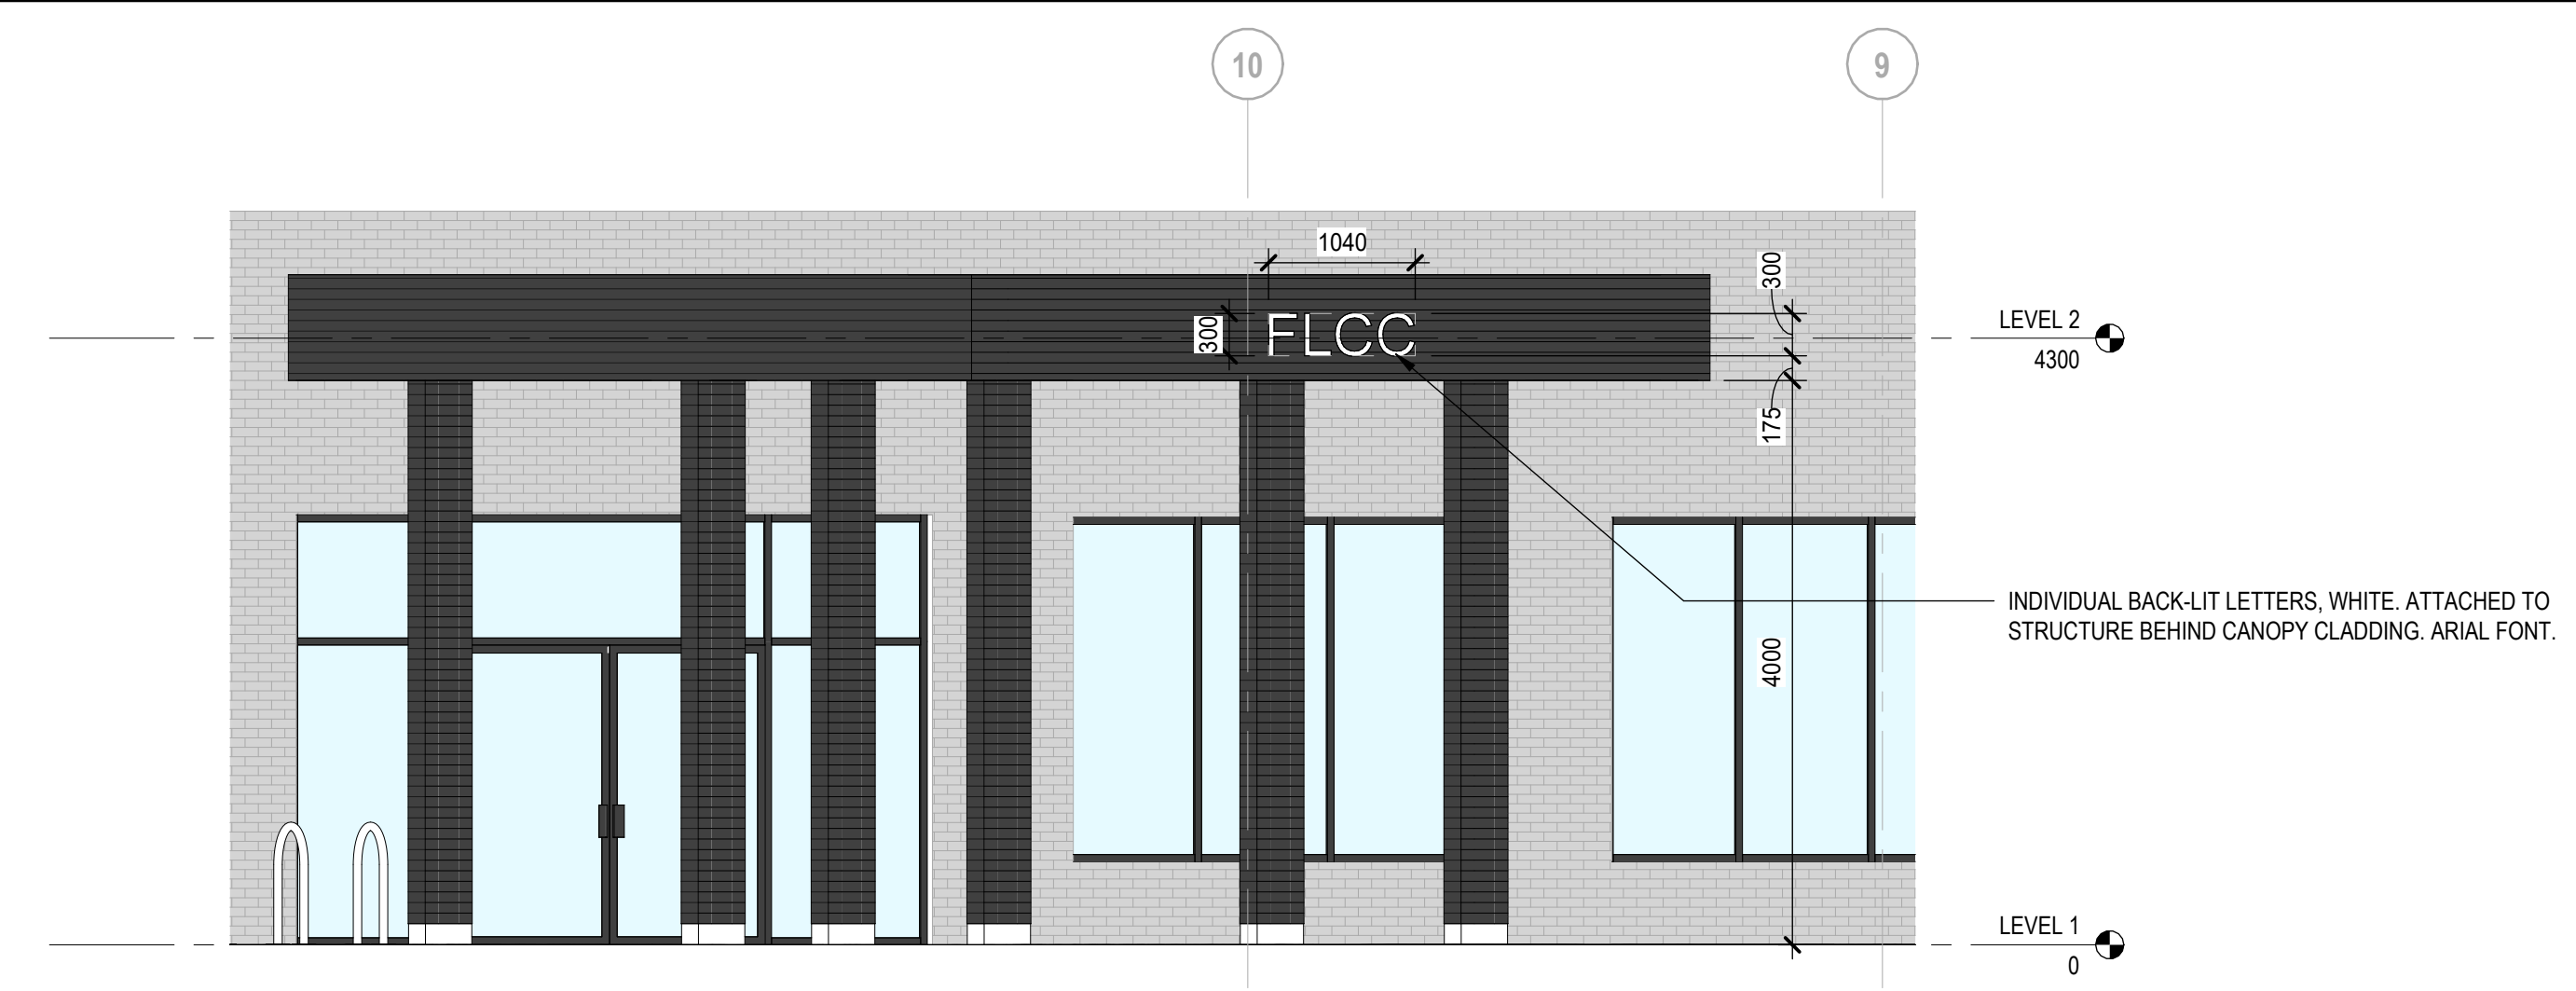 10
9
1040
300
300
FLCC
LEVEL 2
4300
175
INDIVIDUAL BACK-LIT LETTERS, WHITE. ATTACHED TO
STRUCTURE BEHIND CANOPY CLADDING. ARIAL FONT.
4000
LEVEL 1
0